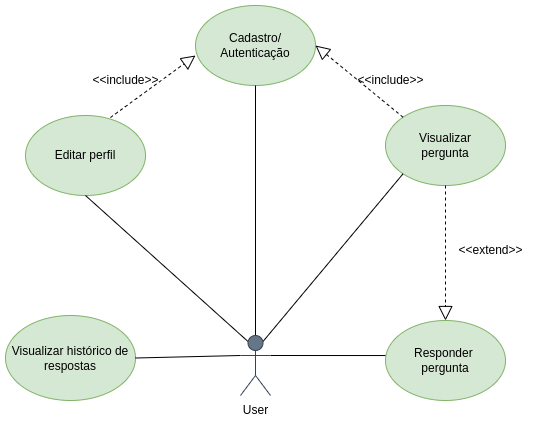 Cadastro/
Autenticação
<<include>>
<<include>>
Editar perfil
Visualizar
pergunta
<<extend>>
Visualizar histórico de
respostas
Responder
pergunta
User